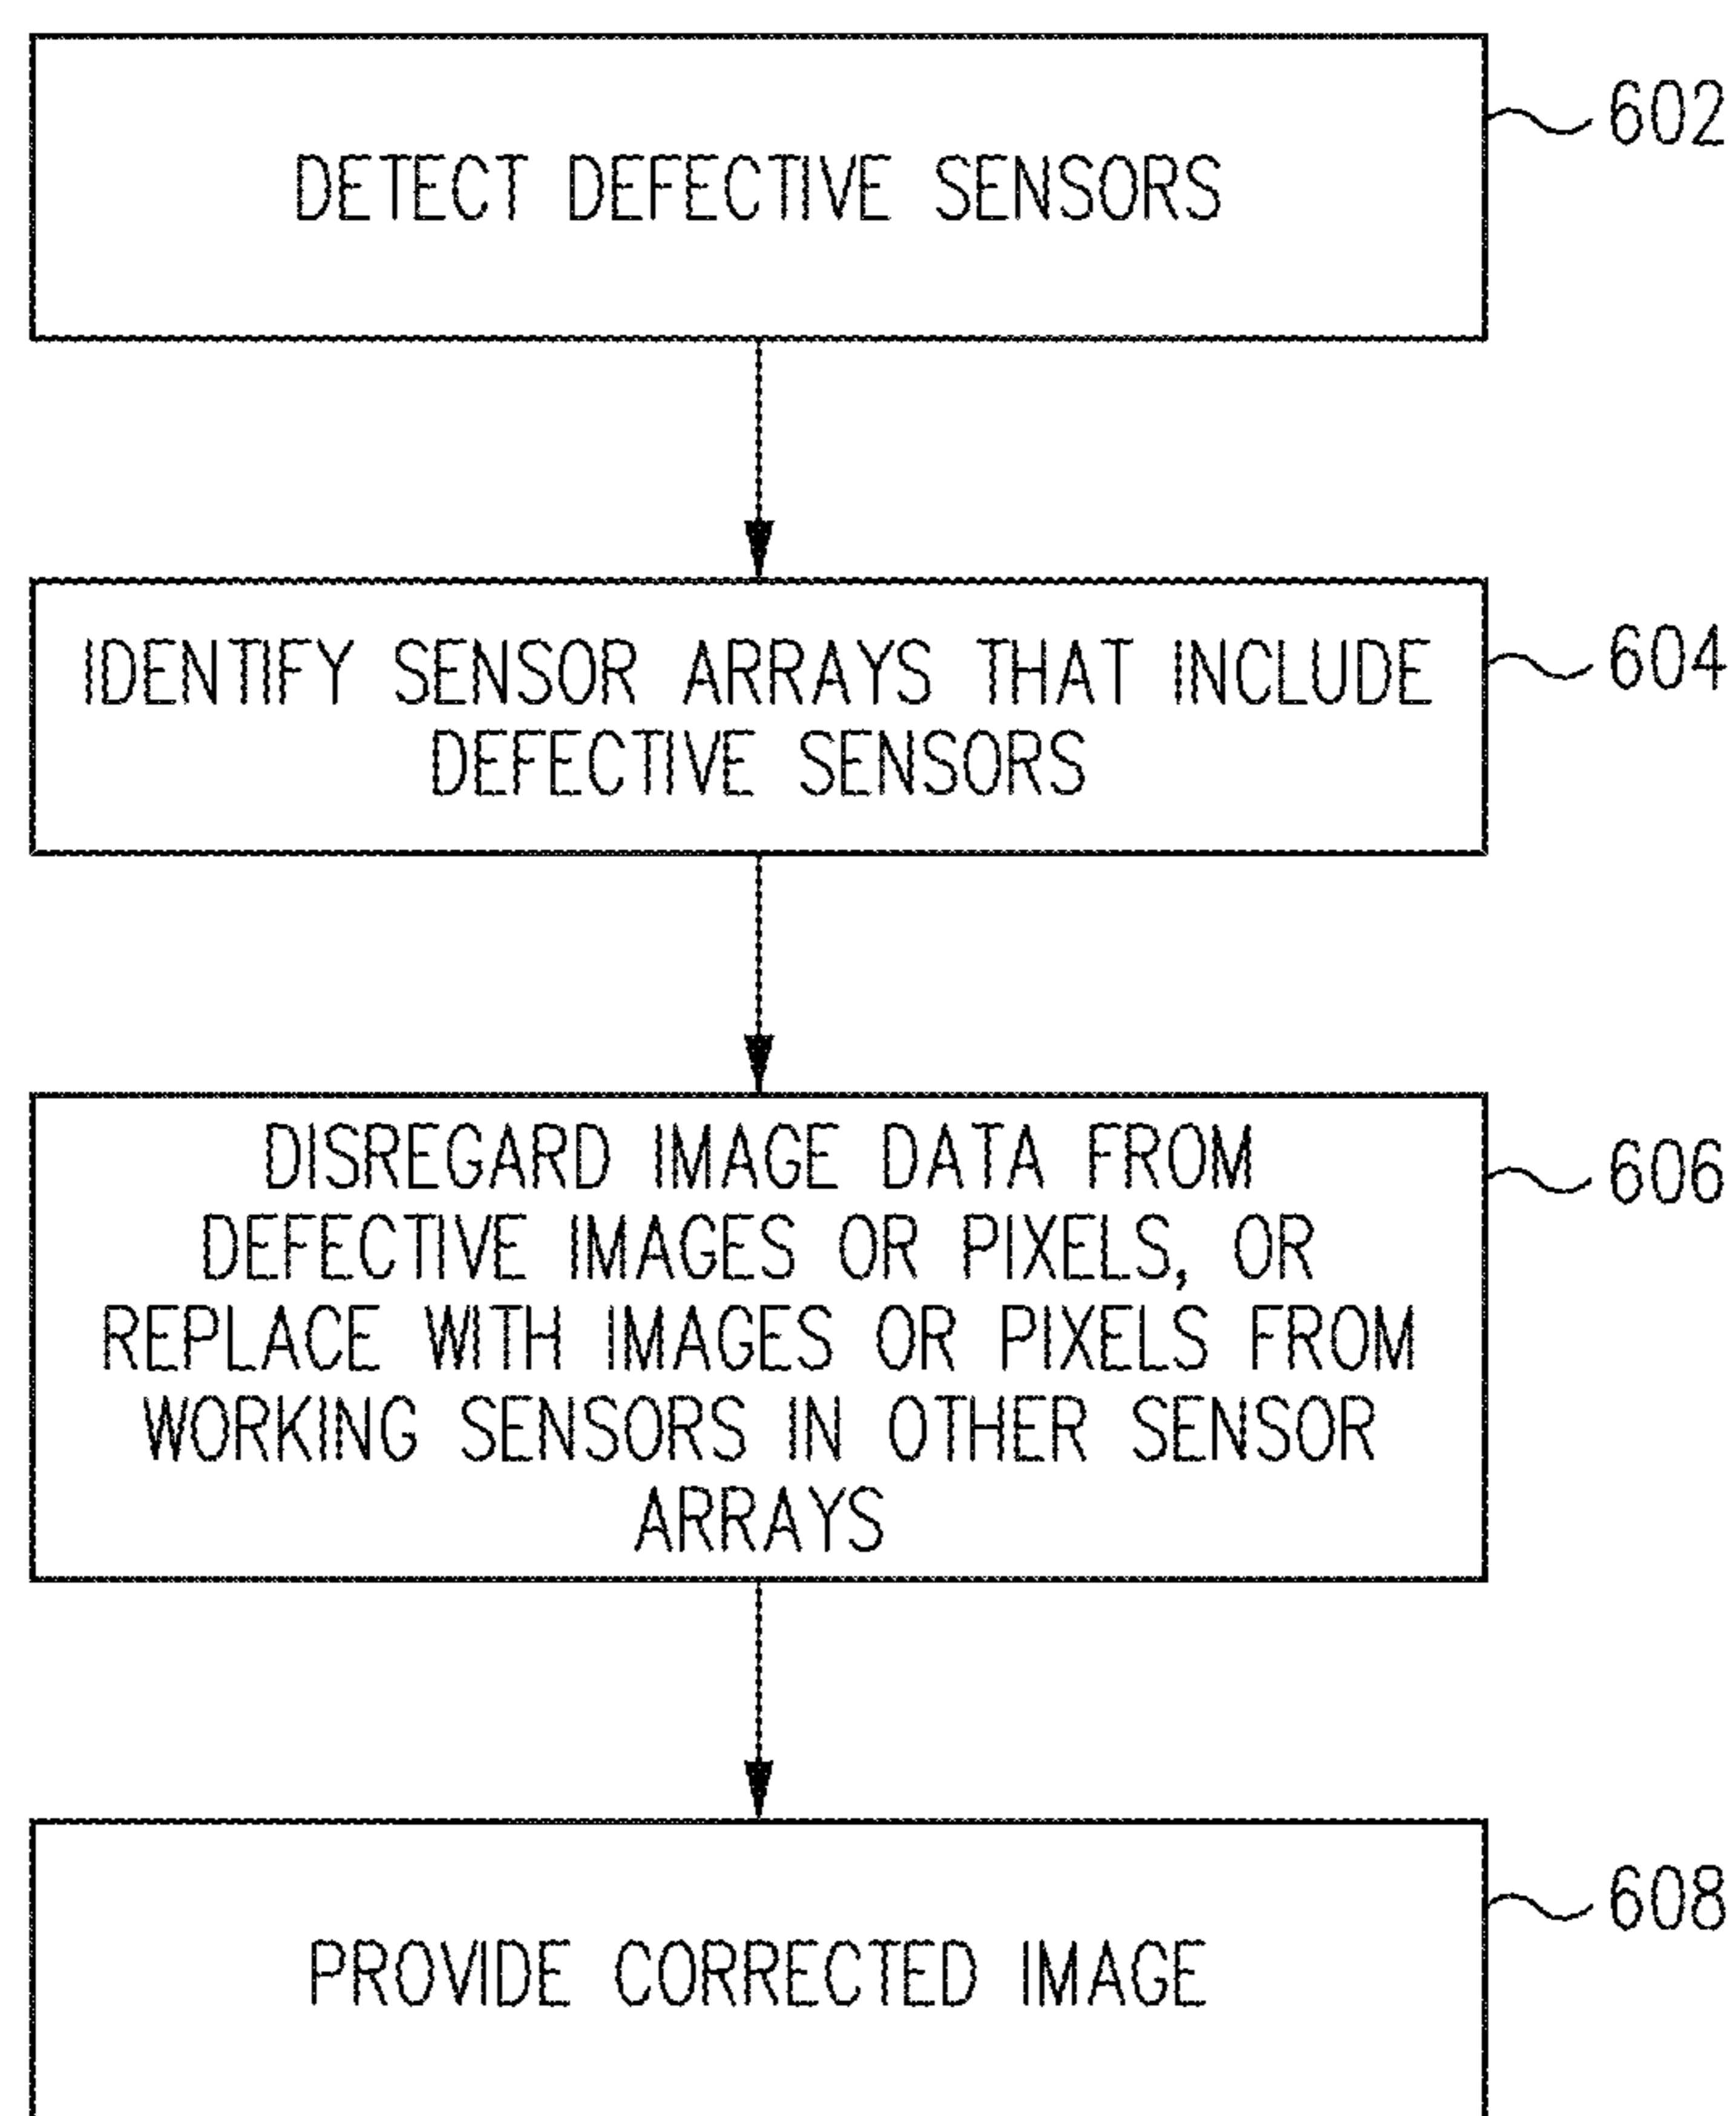 DETECT DEFECTIVE SENSORS
602
IDENTIFY SENSOR ARRAYS THAT INCLUDE
DEFECTIVE SENSORS
604
DISREGARD IMAGE DATA FROM
DEFECTIVE IMAGES OR PIXELS, OR
REPLACE WITH IMAGES OR PIXELS FROM
WORKING SENSORS IN OTHER SENSOR
ARRAYS
606
PROVIDE CORRECTED IMAGE
608